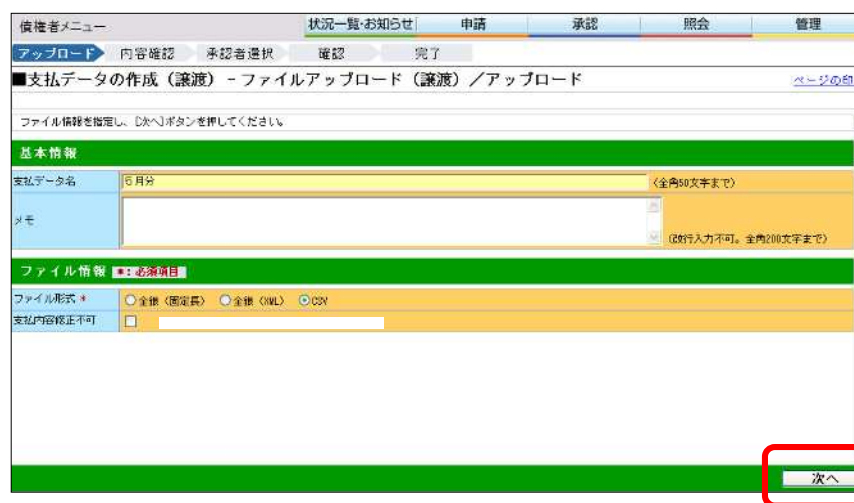 債権者メニュー 状況一覧・お知らせ 申請 承認 照会 管理
アップロード 内容確認 承認者選択 確認 完了
■支払データの作成（譲渡） － ファイルアップロード（譲渡）／アップロード ページの印
ファイル情報を指定し、[次へ]ボタンを押してください。
基本情報
支払データ名 6月分 （全角50文字まで）
メモ （改行入力不可。全角200文字まで）
ファイル情報 *：必須項目
ファイル形式 * 全銀（固定長） 全銀（XML） CSV
支払内容修正不可
次へ